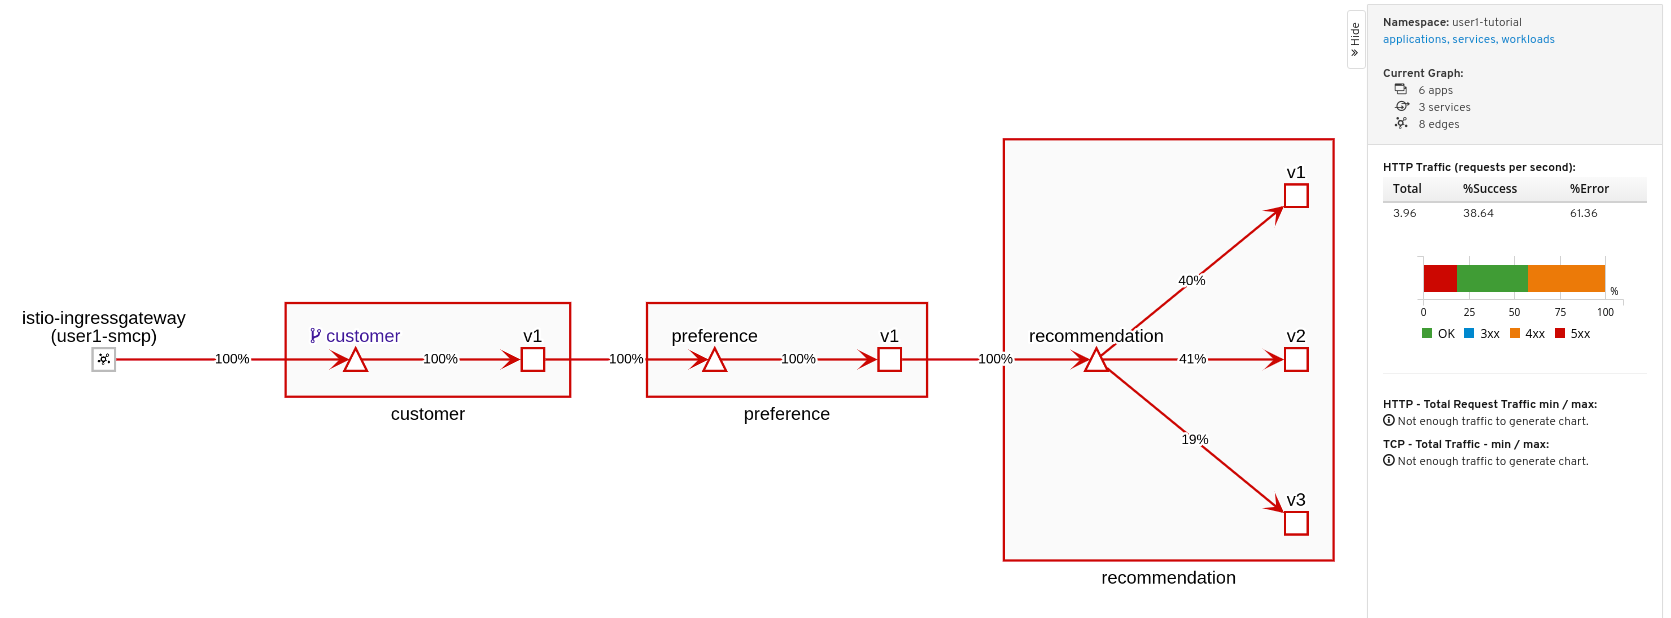 istio-ingressgateway
(user1-smcp)
100%
customer
100%
v1
customer
100%
preference
100%
v1
preference
100%
recommendation
40%
41%
19%
v1
v2
v3
recommendation
Hide
Namespace: user1-tutorial
applications, services, workloads
Current Graph:
6 apps
3 services
8 edges
HTTP Traffic (requests per second):
Total %Success %Error
3.96 38.64 61.36
%
0 25 50 75 100
OK 3xx 4xx 5xx
HTTP - Total Request Traffic min / max:
Not enough traffic to generate chart.
TCP - Total Traffic - min / max:
Not enough traffic to generate chart.